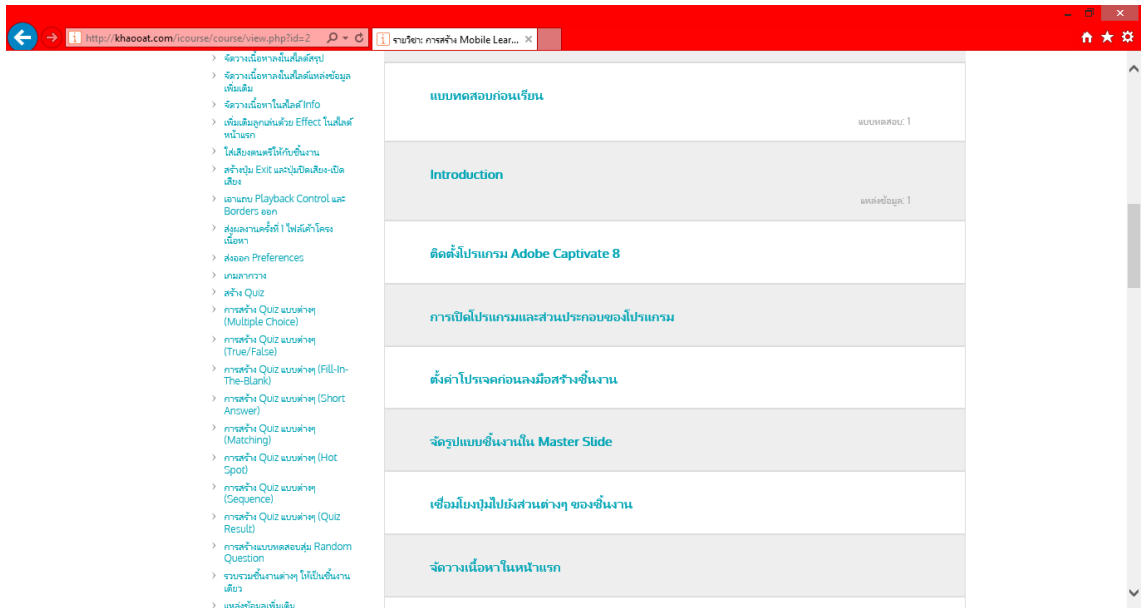 http://khaooat.com/icourse/course/view.php?id=2
รายวิชา: การสร้าง Mobile Lear...
จัดวางเนื้อหาลงในสไลด์สรุป
จัดวางเนื้อหาลงในสไลด์แหล่งข้อมูล
เพิ่มเติม
จัดวางเนื้อหาในสไลด์ Info
เพิ่มเติมลูกเล่นด้วย Effect ในสไลด์
หน้าแรก
ใส่เสียงดนตรีให้กับชิ้นงาน
สร้างปุ่ม Exit และปุ่มปิดเสียง-เปิด
เสียง
เอาแถบ Playback Control และ
Borders ออก
ส่งผลงานครั้งที่ 1 ไฟล์เค้าโครง
เนื้อหา
ส่งออก Preferences
เกมลากวาง
สร้าง Quiz
การสร้าง Quiz แบบต่างๆ
(Multiple Choice)
การสร้าง Quiz แบบต่างๆ
(True/False)
การสร้าง Quiz แบบต่างๆ (Fill-In-
The-Blank)
การสร้าง Quiz แบบต่างๆ (Short
Answer)
การสร้าง Quiz แบบต่างๆ
(Matching)
การสร้าง Quiz แบบต่างๆ (Hot
Spot)
การสร้าง Quiz แบบต่างๆ
(Sequence)
การสร้าง Quiz แบบต่างๆ (Quiz
Result)
การสร้างแบบทดสอบสุ่ม Random
Question
รวบรวมชิ้นงานต่างๆ ให้เป็นชิ้นงาน
เดียว
แหล่งข้อมูลเพิ่มเติม
แบบทดสอบก่อนเรียน
แบบทดสอบ: 1
Introduction
แหล่งข้อมูล: 1
ติดตั้งโปรแกรม Adobe Captivate 8
การเปิดโปรแกรมและส่วนประกอบของโปรแกรม
ตั้งค่าโปรเจคก่อนลงมือสร้างชิ้นงาน
จัดรูปแบบชิ้นงานใน Master Slide
เชื่อมโยงปุ่มไปยังส่วนต่างๆ ของชิ้นงาน
จัดวางเนื้อหาในหน้าแรก